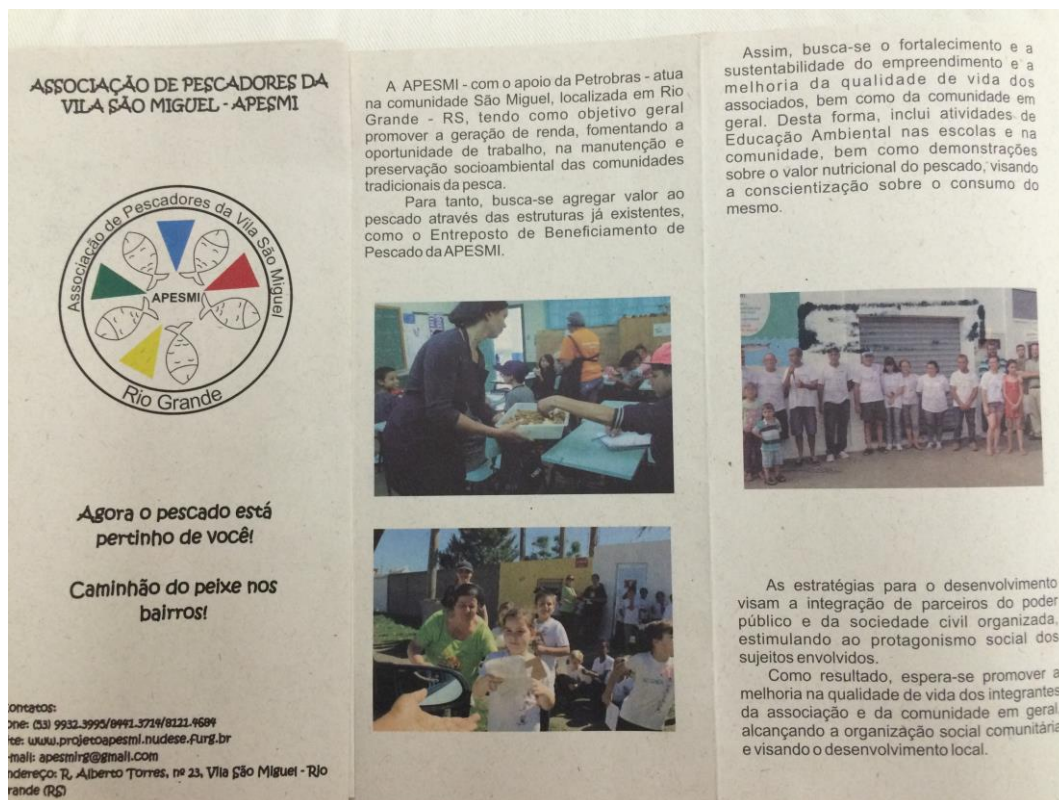 ASSOCIAÇÃO DE PESCADORES DA
VILA SÃO MIGUEL - APESMI
Associação de Pescadores da Vila São Miguel
APESMI
Rio Grande
Agora o pescado está
pertinho de você!
Caminhão do peixe nos
bairros!
ontatos:
one: (53) 9932.3995/8441.3714/8121.4684
te: www.projetoapesmi.nudese.furg.br
-mail: apesmirg@gmail.com
ndereço: R. Alberto Torres, nº 23, Vila São Miguel - Rio
rande (RS)
A APESMI - com o apoio da Petrobras - atua
na comunidade São Miguel, localizada em Rio
Grande - RS, tendo como objetivo geral
promover a geração de renda, fomentando a
oportunidade de trabalho, na manutenção e
preservação socioambiental das comunidades
tradicionais da pesca.
Para tanto, busca-se agregar valor ao
pescado através das estruturas já existentes,
como o Entreposto de Beneficiamento de
Pescado da APESMI.
Assim, busca-se o fortalecimento e a
sustentabilidade do empreendimento e a
melhoria da qualidade de vida dos
associados, bem como da comunidade em
geral. Desta forma, inclui atividades de
Educação Ambiental nas escolas e na
comunidade, bem como demonstrações
sobre o valor nutricional do pescado, visando
a conscientização sobre o consumo do
mesmo.
As estratégias para o desenvolvimento
visam a integração de parceiros do poder
público e da sociedade civil organizada,
estimulando ao protagonismo social dos
sujeitos envolvidos.
Como resultado, espera-se promover a
melhoria na qualidade de vida dos integrantes
da associação e da comunidade em geral,
alcançando a organização social comunitária
e visando o desenvolvimento local.